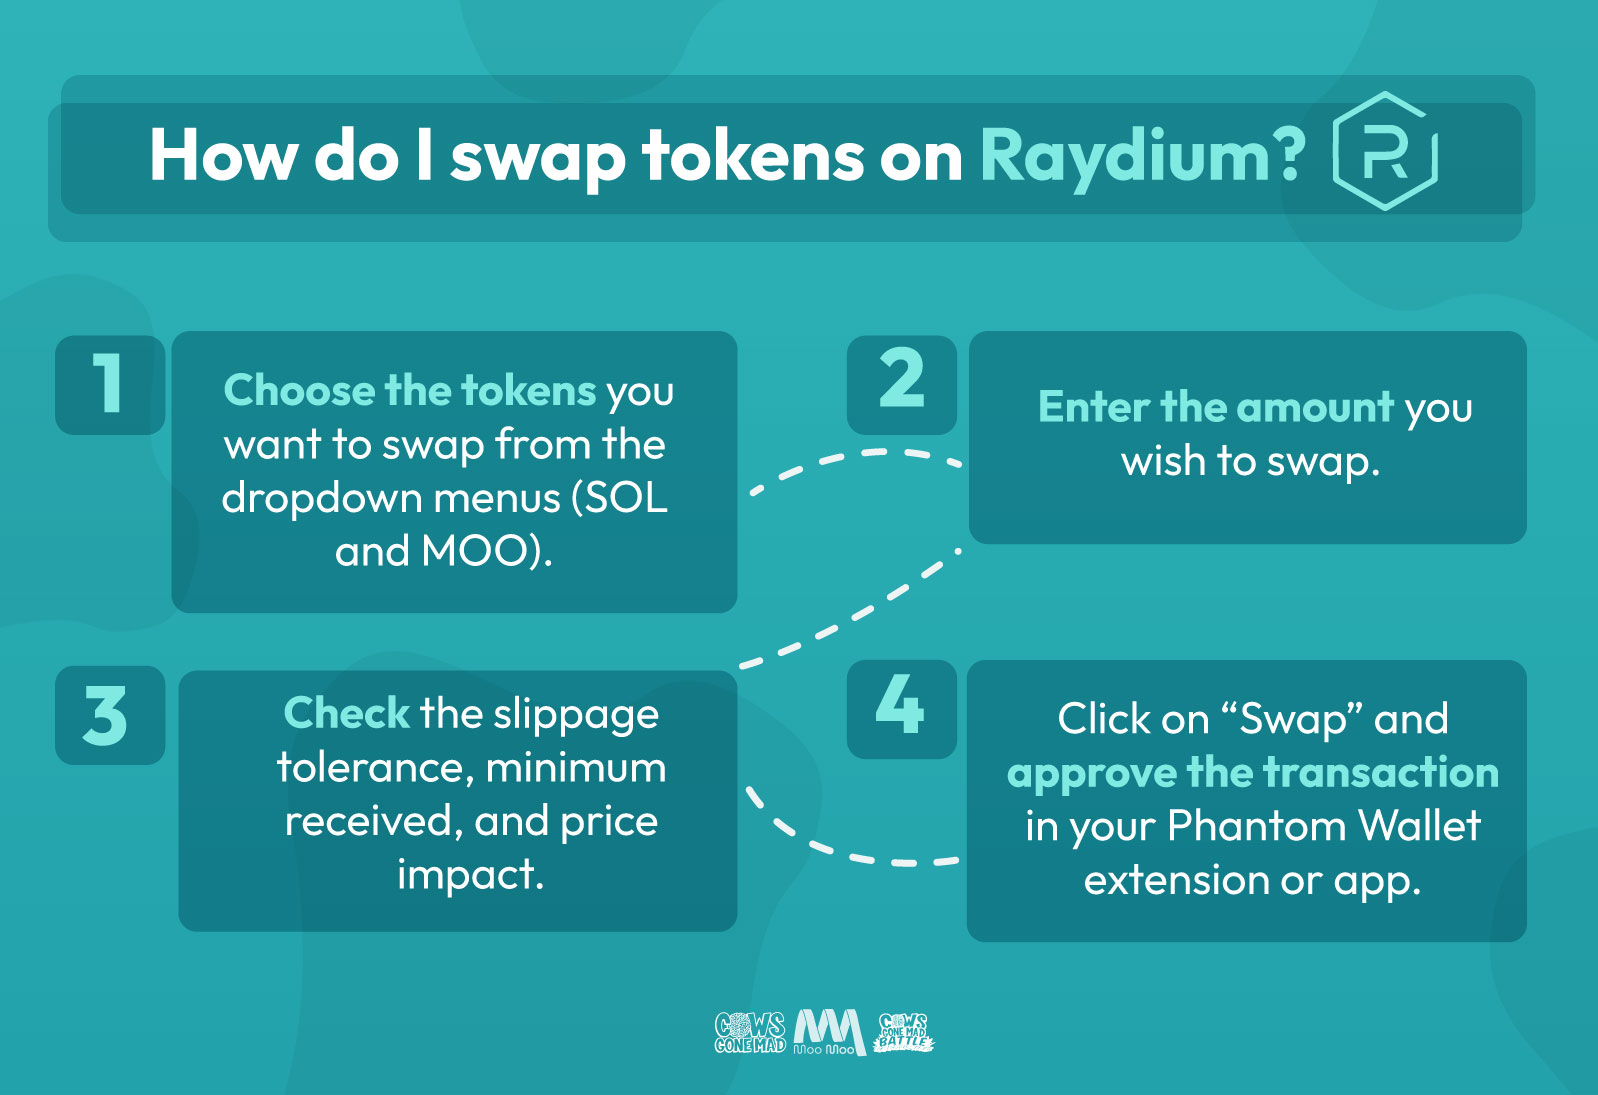 How do I swap tokens on Raydium?
1
Choose the tokens you
want to swap from the
dropdown menus (SOL
and MOO).
2
Enter the amount you
wish to swap.
3
Check the slippage
tolerance, minimum
received, and price
impact.
4
Click on “Swap” and
approve the transaction
in your Phantom Wallet
extension or app.
COWS
GONE MAD
Moo Moo
COWS
GONE MAD
BATTLE